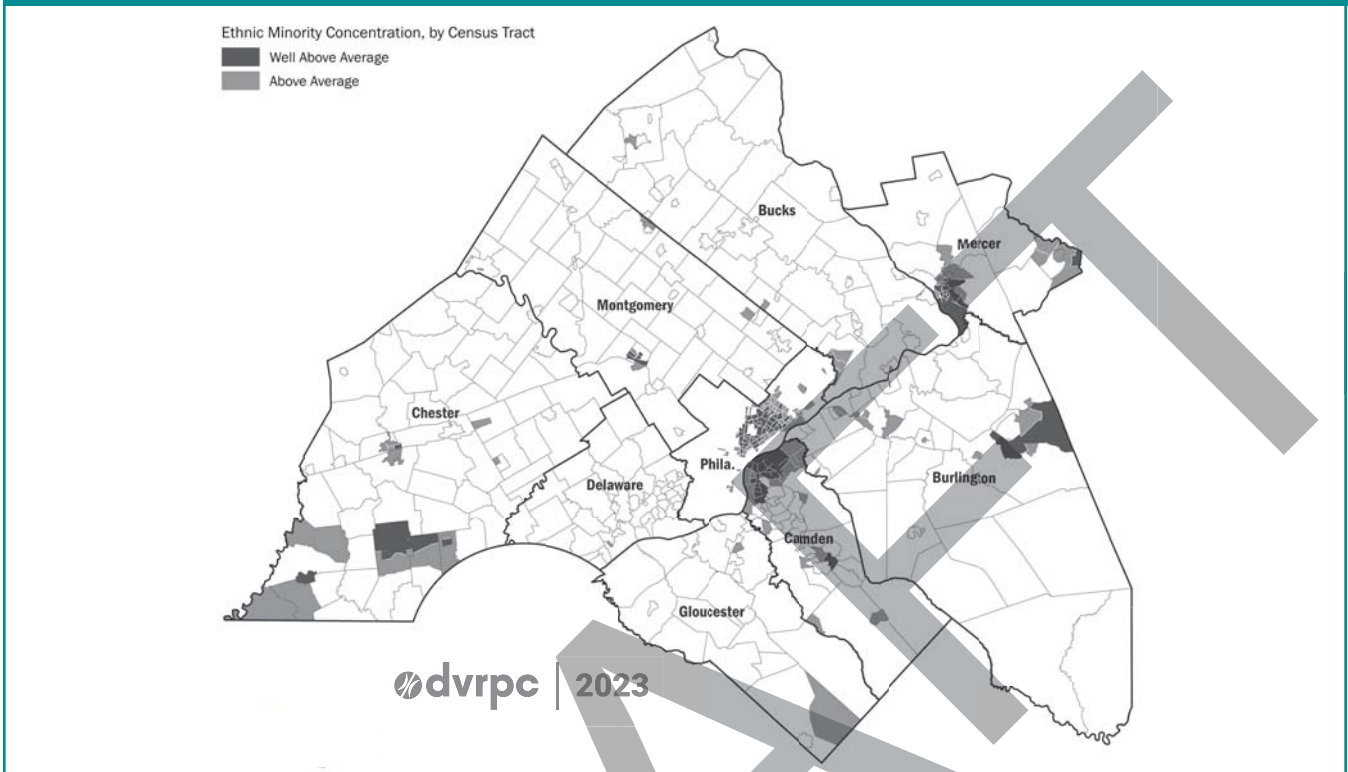 Ethnic Minority Concentration, by Census Tract
Well Above Average
Above Average
Bucks
Mercer
Montgomery
Chester
Phila.
Delaware
Burlington
Camden
Gloucester
dvrpc | 2023